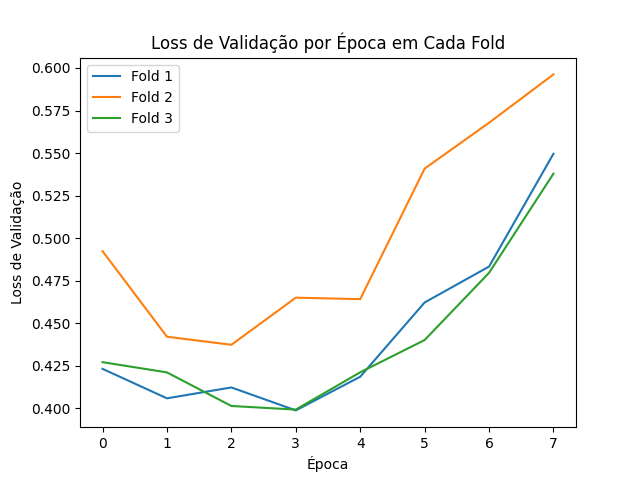 Loss de Validação por Época em Cada Fold
Fold 1
Fold 2
Fold 3
Loss de Validação
0.600
0.575
0.550
0.525
0.500
0.475
0.450
0.425
0.400
0 1 2 3 4 5 6 7
Época